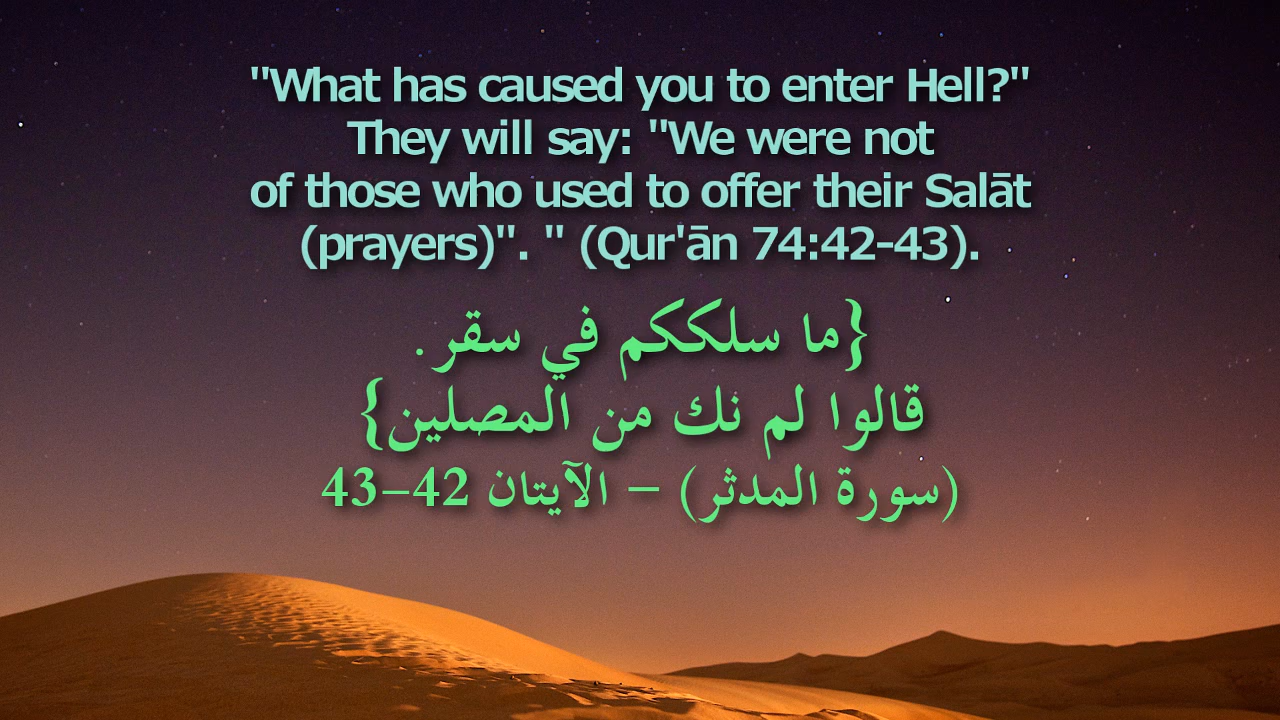 "What has caused you to enter Hell?"
They will say: "We were not
of those who used to offer their Salāt
(prayers)". " (Qur'ān 74:42-43).
{ما سلككم في سقر.
قالوا لم نك من المصلين}
(سورة المدثر) – الآيتان 42–43